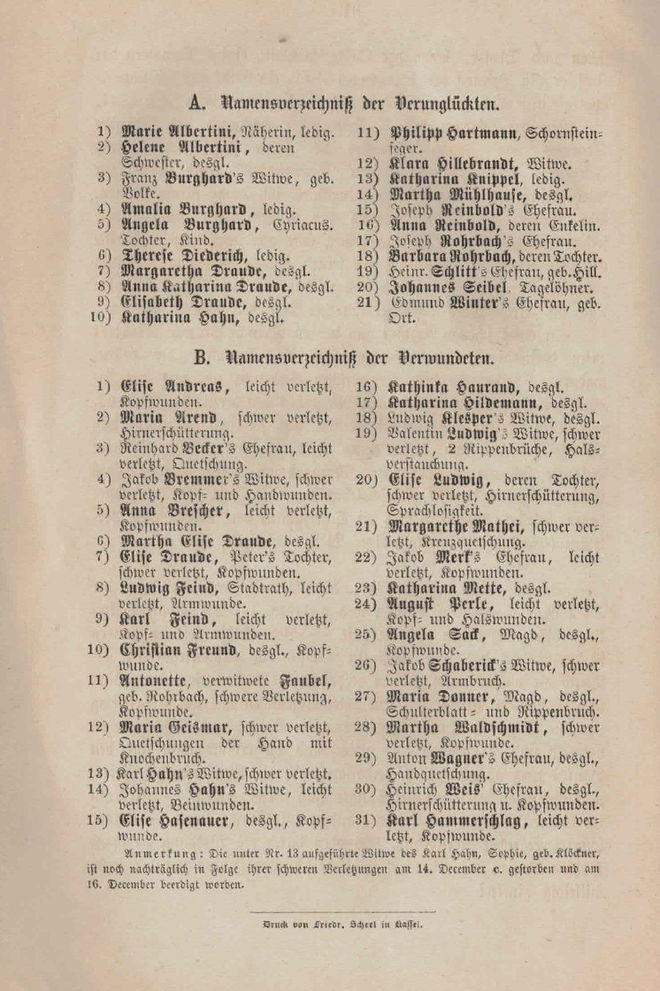 A. Namensverzeichniß der Verunglückten.
1) Marie Albertini, Näherin, ledig.
2) Helene Albertini, deren
Schwester, desgl.
3) Franz Burghard's Witwe, geb.
Volke.
4) Amalia Burghard, ledig.
5) Angela Burghard, Cyriacus.
Tochter, Kind.
6) Therese Diederich, ledig.
7) Margaretha Draude, desgl.
8) Anna Katharina Draude, desgl.
9) Elisabeth Draude, desgl.
10) Katharina Hahn, desgl.
11) Philipp Hartmann, Schornstein-
feger.
12) Klara Hillebrandt, Witwe.
13) Katharina Knippel, ledig.
14) Martha Mühlhause, desgl.
15) Joseph Reinbold's Ehefrau.
16) Anna Reinbold, deren Enkelin.
17) Joseph Rohrbach's Ehefrau.
18) Barbara Rohrbach, deren Tochter.
19) Heinr. Schlitt's Ehefrau, geb. Hill.
20) Johannes Seibel, Tagelöhner.
21) Edmund Winter's Ehefrau, geb.
Ort.
B. Namensverzeichniß der Verwundeten.
1) Elise Andreas, leicht verletzt,
Kopfwunden.
2) Maria Arend, schwer verletzt,
Hirnerschütterung.
3) Reinhard Becker's Ehefrau, leicht
verletzt, Quetschung.
4) Jakob Bremmer's Witwe, schwer
verletzt, Kopf- und Handwunden.
5) Anna Brescher, leicht verletzt,
Kopfwunden.
6) Martha Elise Draude, desgl.
7) Elise Draude, Peter's Tochter,
schwer verletzt, Kopfwunden.
8) Ludwig Feind, Stadtrath, leicht
verletzt, Armwunde.
9) Karl Feind, leicht verletzt,
Kopf- und Armwunden.
10) Christian Freund, desgl., Kopf-
wunde.
11) Antonette, verwitwete Faubel,
geb. Rohrbach, schwere Verletzung,
Kopfwunde.
12) Maria Geismar, schwer verletzt,
Quetschungen der Hand mit
Knochenbruch.
13) Karl Hahn's Witwe, schwer verletzt.
14) Johannes Hahn's Witwe, leicht
verletzt, Beinwunden.
15) Elise Hasenauer, desgl., Kopf-
wunde.
16) Kathinka Haurand, desgl.
17) Katharina Hildemann, desgl.
18) Ludwig Klesper's Witwe, desgl.
19) Valentin Ludwig's Witwe, schwer
verletzt, 2 Rippenbrüche, Hals-
verstauchung.
20) Elise Ludwig, deren Tochter,
schwer verletzt, Hirnerschütterung,
Sprachlosigkeit.
21) Margarethe Mathei, schwer ver-
letzt, Kreuzquetschung.
22) Jakob Merk's Ehefrau, leicht
verletzt, Kopfwunden.
23) Katharina Mette, desgl.
24) August Perle, leicht verletzt,
Kopf- und Halswunden.
25) Angela Sack, Magd, desgl.,
Kopfwunde.
26) Jakob Schaberick's Witwe, schwer
verletzt, Armbruch.
27) Maria Donner, Magd, desgl.,
Schulterblatt- und Rippenbruch.
28) Martha Waldschmidt, schwer
verletzt, Kopfwunde.
29) Anton Wagner's Ehefrau, desgl.,
Handquetschung.
30) Heinrich Weis' Ehefrau, desgl.,
Hirnerschütterung u. Kopfwunden.
31) Karl Hammerschlag, leicht ver-
letzt, Kopfwunde.
Anmerkung: Die unter Nr. 13 aufgeführte Witwe des Karl Hahn, Sophie, geb. Klöckner,
ist noch nachträglich in Folge ihrer schweren Verletzungen am 14. December c. gestorben und am
16. December beerdigt worden.
Druck von Friedr. Scheel in Kassel.